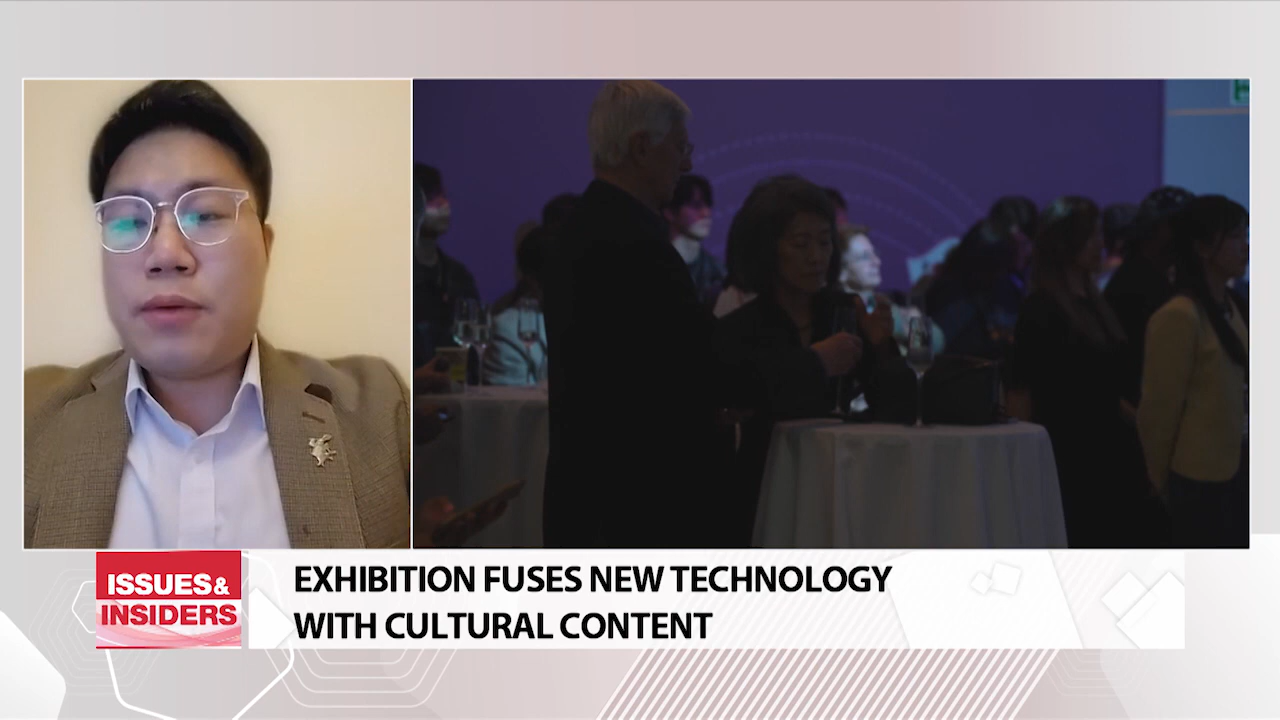 ISSUES&
INSIDERS
EXHIBITION FUSES NEW TECHNOLOGY
WITH CULTURAL CONTENT